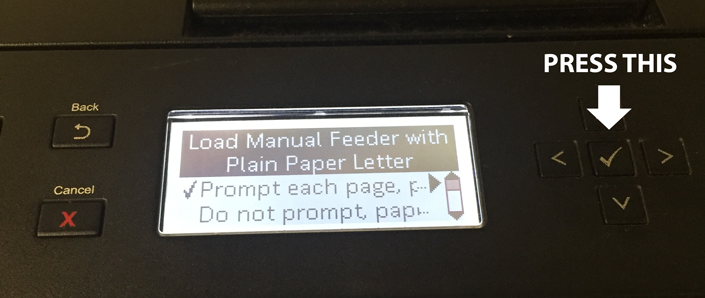 PRESS THIS
Back
Load Manual Feeder with
Plain Paper Letter
✓Prompt each page, p...
Do not prompt, pap...
Cancel
X